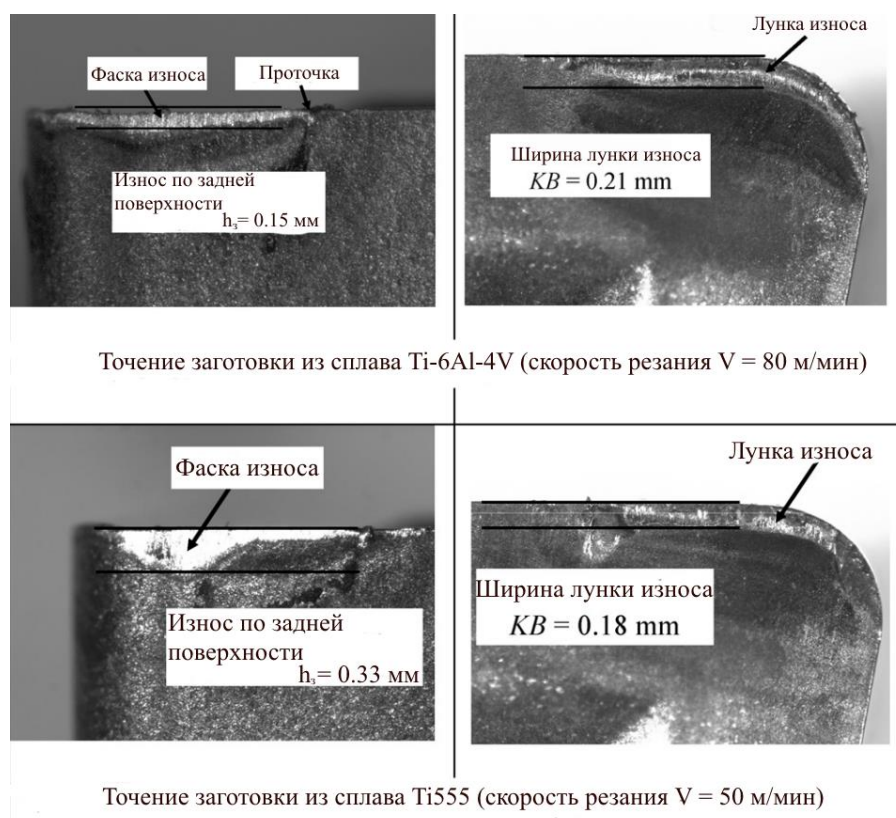 Фаска износа
Проточка
Износ по задней
поверхности
hз= 0.15 мм
Лунка износа
Ширина лунки износа
KB = 0.21 mm
Точение заготовки из сплава Ti-6Al-4V (скорость резания V = 80 м/мин)
Фаска износа
Износ по задней
поверхности
hз= 0.33 мм
Лунка износа
Ширина лунки износа
KB = 0.18 mm
Точение заготовки из сплава Ti555 (скорость резания V = 50 м/мин)